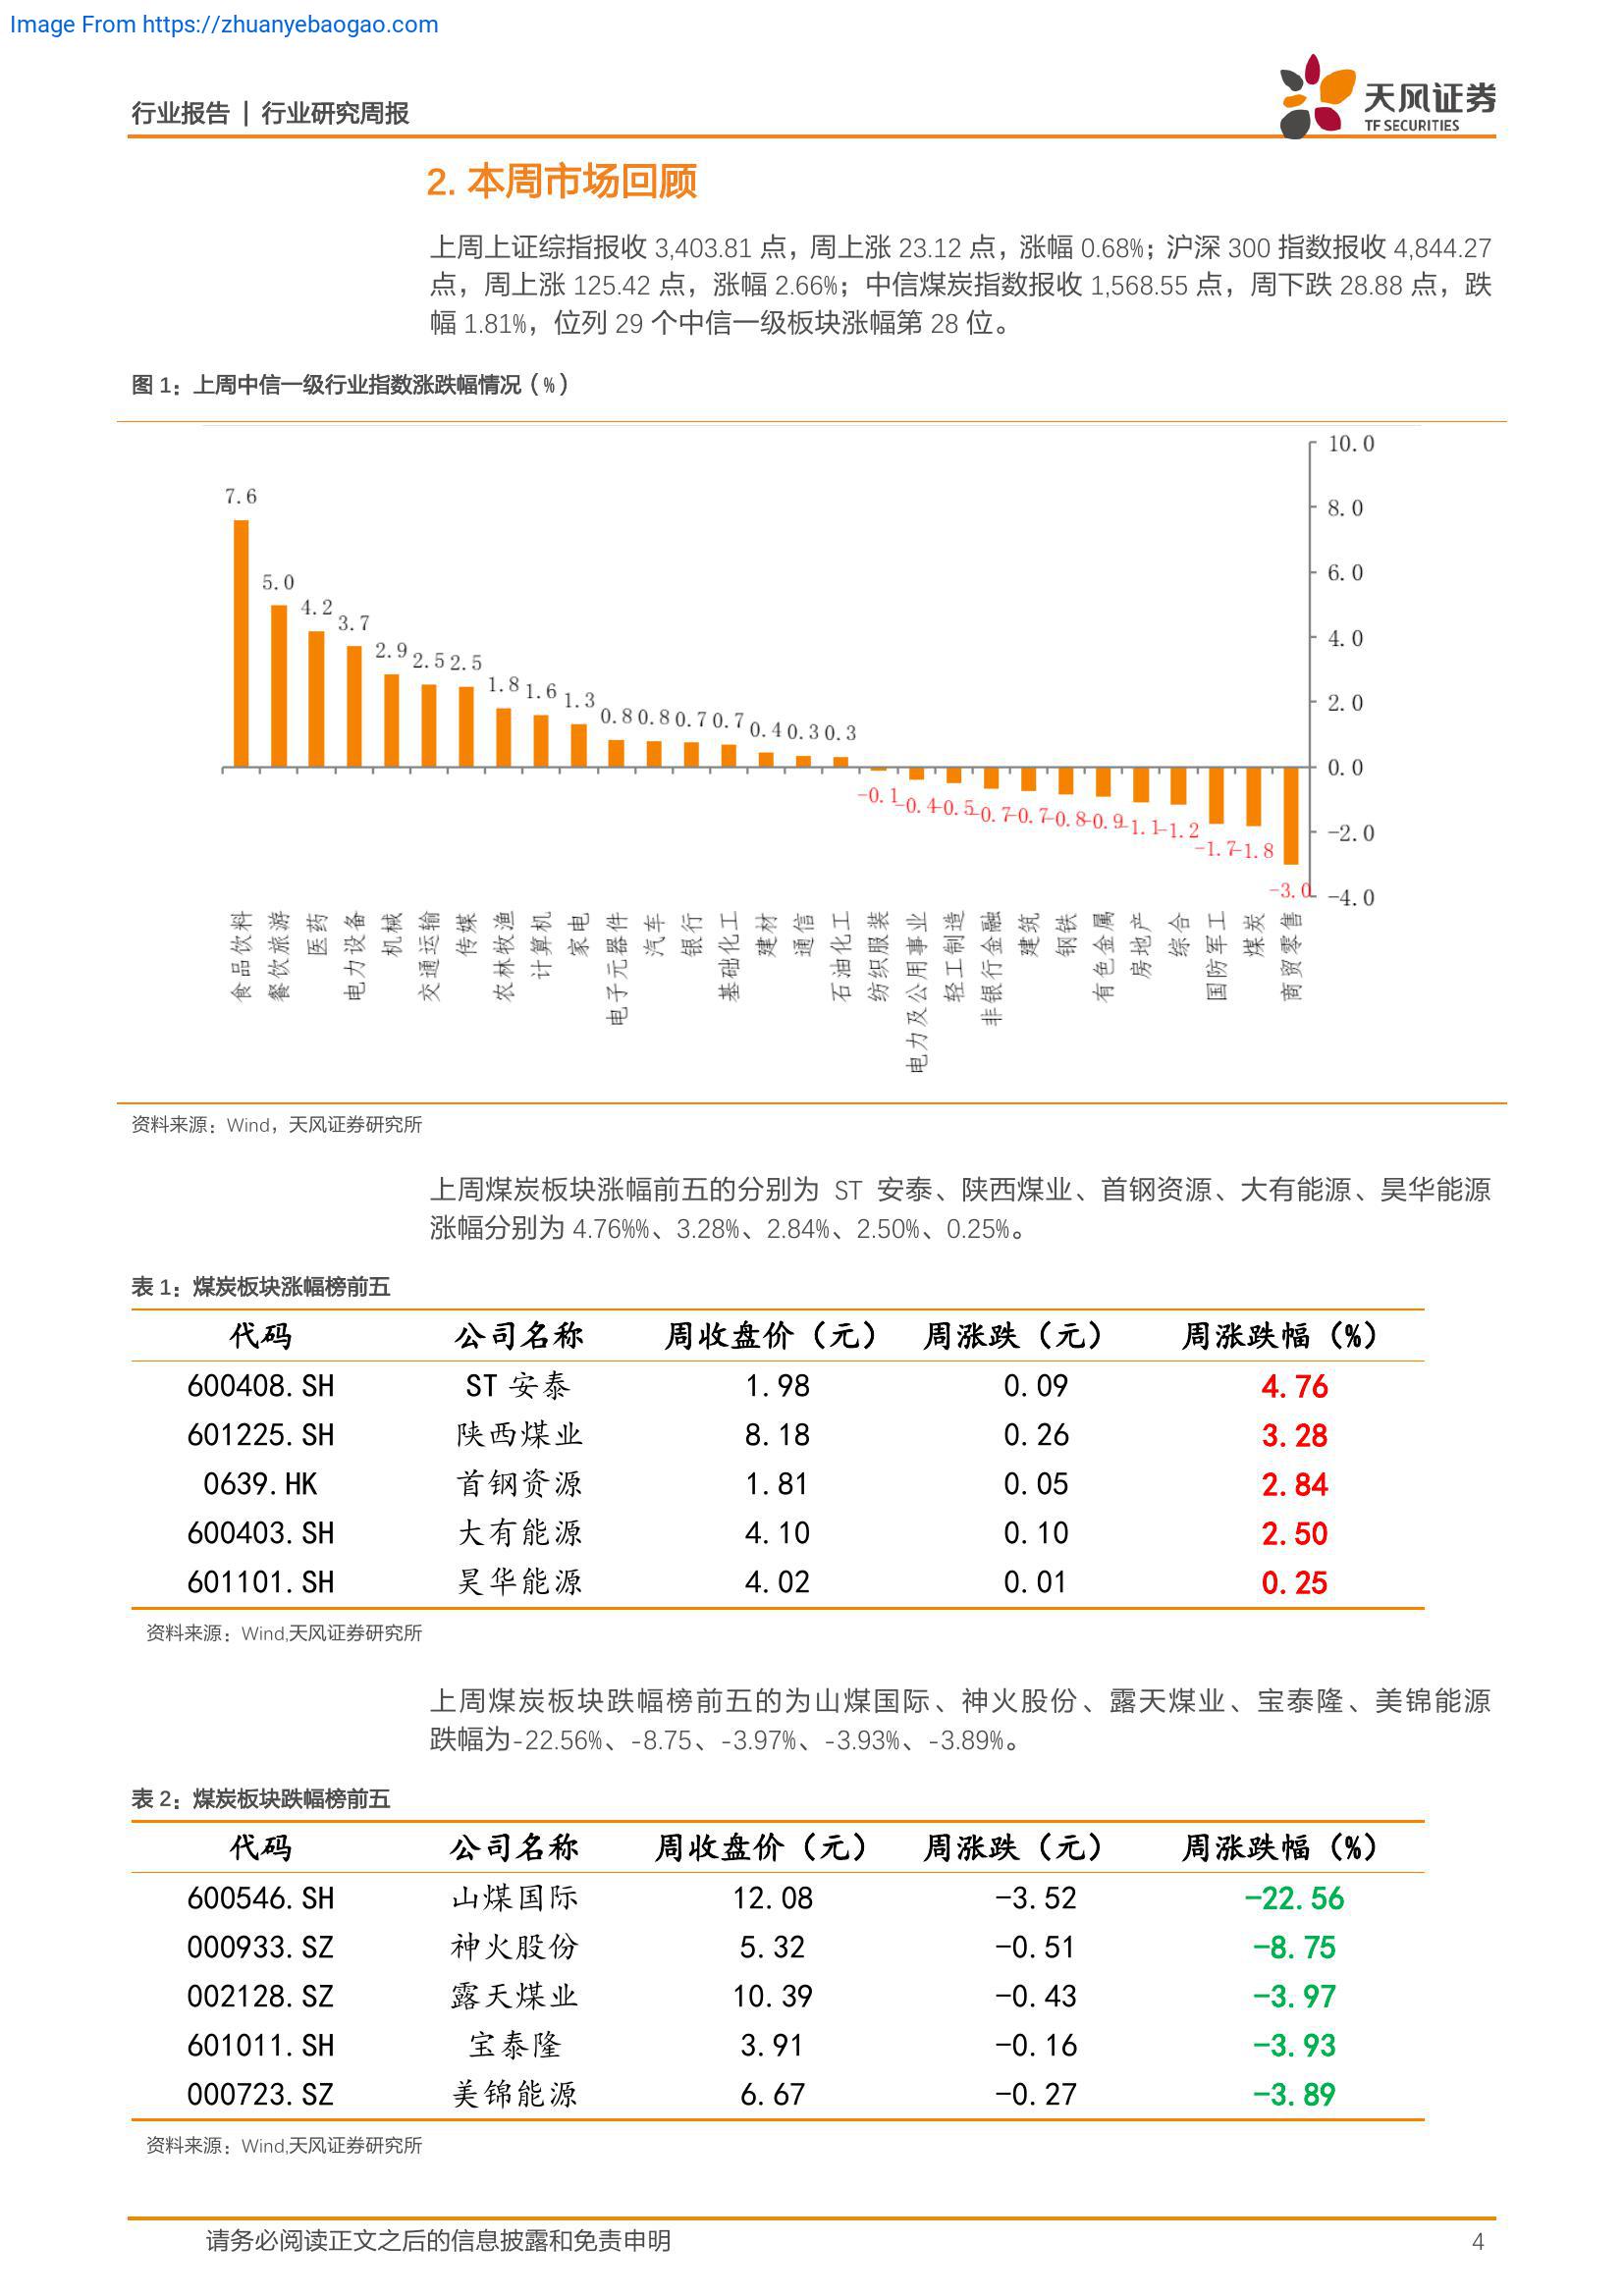 Image From https://zhuanyebaogao.com
行业报告 | 行业研究周报
天风证券
TF SECURITIES
2. 本周市场回顾
上周上证综指报收 3,403.81 点，周上涨 23.12 点，涨幅 0.68%；沪深 300 指数报收 4,844.27
点，周上涨 125.42 点，涨幅 2.66%；中信煤炭指数报收 1,568.55 点，周下跌 28.88 点，跌
幅 1.81%，位列 29 个中信一级板块涨幅第 28 位。
图 1：上周中信一级行业指数涨跌幅情况（%）
10.0
8.0
6.0
4.0
2.0
0.0
-2.0
-4.0
7.6
5.0
4.2
3.7
2.9
2.5
2.5
1.8
1.6
1.3
0.8
0.8
0.7
0.7
0.4
0.3
0.3
-0.1
-0.4
-0.5
-0.7
-0.7
-0.8
-0.9
-1.1
-1.2
-1.7
-1.8
-3.0
食品饮料
餐饮旅游
医药
电力设备
机械
交通运输
传媒
农林牧渔
计算机
家电
电子元器件
汽车
银行
基础化工
建材
通信
石油化工
纺织服装
电力及公用事业
轻工制造
非银行金融
建筑
钢铁
有色金属
房地产
综合
国防军工
煤炭
商贸零售
资料来源：Wind，天风证券研究所
上周煤炭板块涨幅前五的分别为 ST 安泰、陕西煤业、首钢资源、大有能源、昊华能源
涨幅分别为 4.76%%、3.28%、2.84%、2.50%、0.25%。
表 1：煤炭板块涨幅榜前五
代码 公司名称 周收盘价（元） 周涨跌（元） 周涨跌幅（%）
600408.SH ST 安泰 1.98 0.09 4.76
601225.SH 陕西煤业 8.18 0.26 3.28
0639.HK 首钢资源 1.81 0.05 2.84
600403.SH 大有能源 4.10 0.10 2.50
601101.SH 昊华能源 4.02 0.01 0.25
资料来源：Wind,天风证券研究所
上周煤炭板块跌幅榜前五的为山煤国际、神火股份、露天煤业、宝泰隆、美锦能源
跌幅为-22.56%、-8.75、-3.97%、-3.93%、-3.89%。
表 2：煤炭板块跌幅榜前五
代码 公司名称 周收盘价（元） 周涨跌（元） 周涨跌幅（%）
600546.SH 山煤国际 12.08 -3.52 -22.56
000933.SZ 神火股份 5.32 -0.51 -8.75
002128.SZ 露天煤业 10.39 -0.43 -3.97
601011.SH 宝泰隆 3.91 -0.16 -3.93
000723.SZ 美锦能源 6.67 -0.27 -3.89
资料来源：Wind,天风证券研究所
请务必阅读正文之后的信息披露和免责申明 4